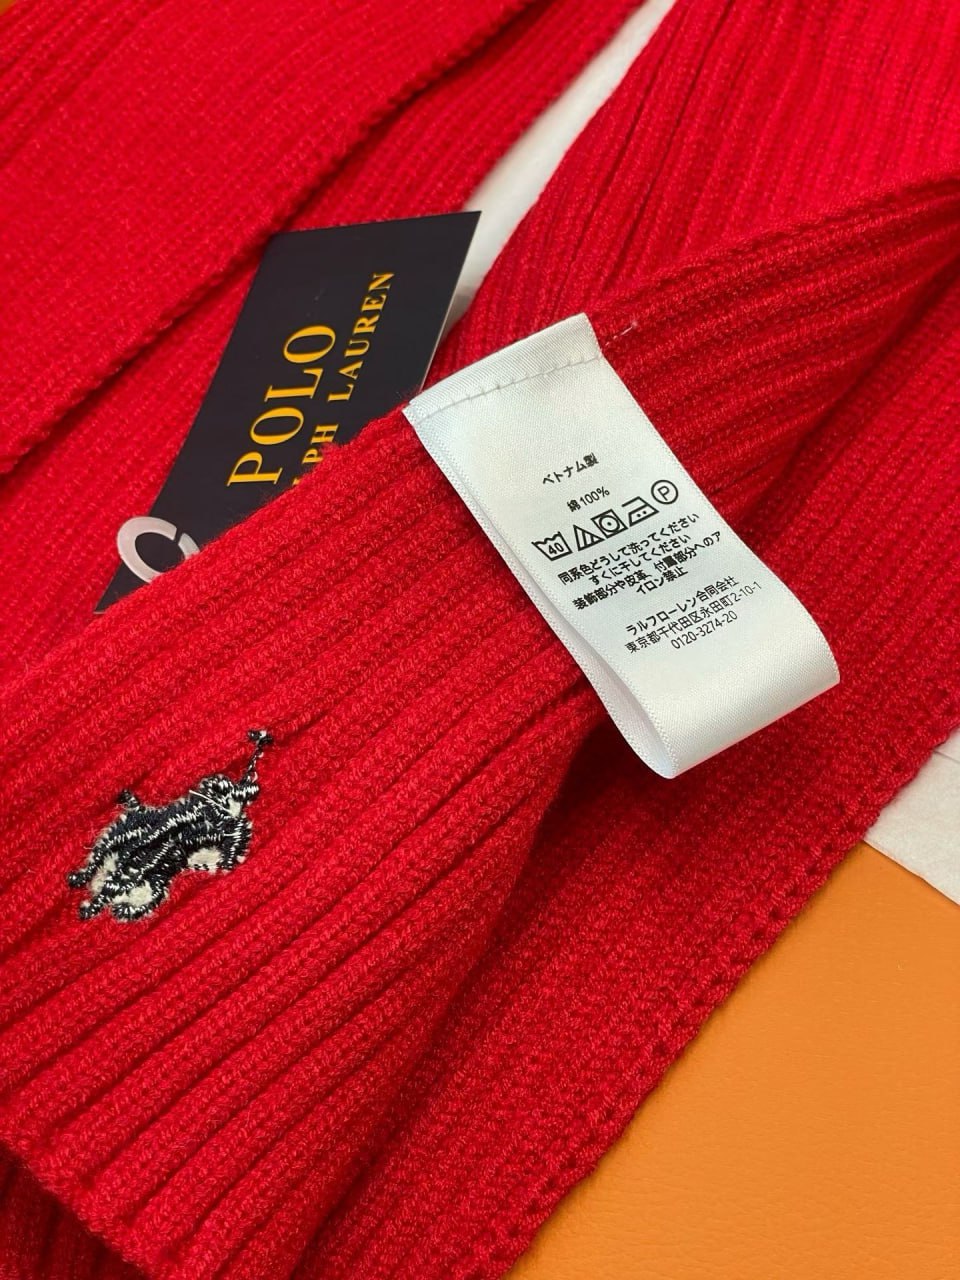 POLO
LPH LAUREN
ベトナム製
綿100%
40 P
同系色どうして洗ってください
すぐに干してください
装飾部分や皮革、付属部分へのア
イロン禁止
ラルフローレン合同会社
東京都千代田区永田町2-10-1
0120-3274-20